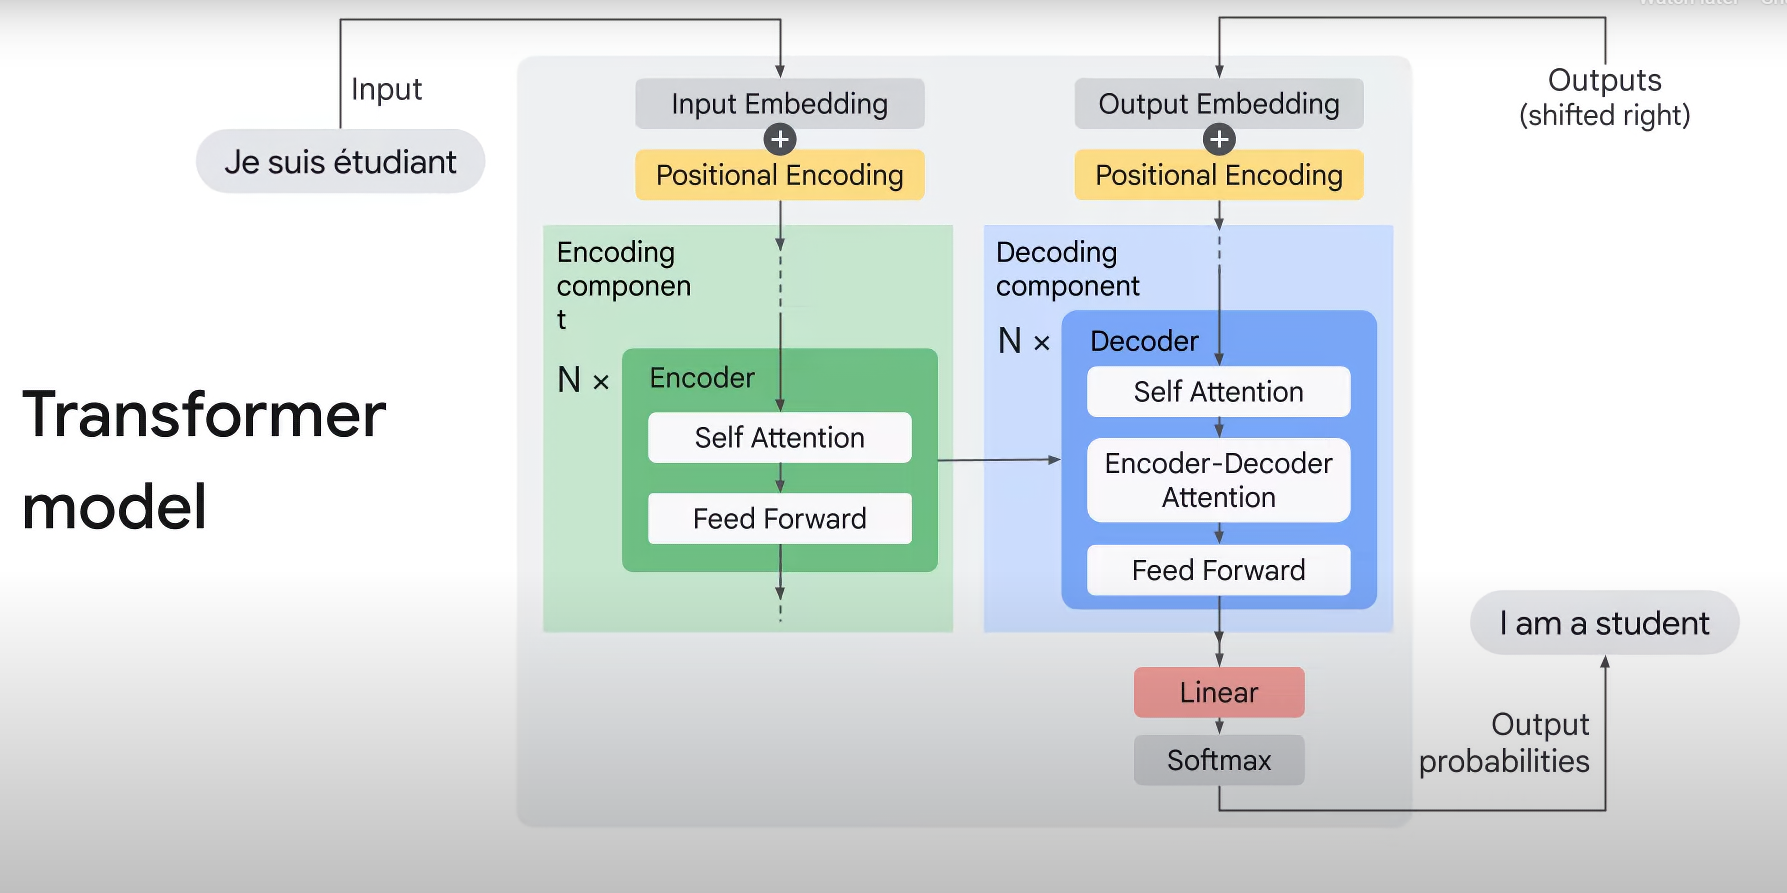 Input
Je suis étudiant
Outputs
(shifted right)
Input Embedding
+
Positional Encoding
Output Embedding
+
Positional Encoding
Encoding
componen
t
N ×
Encoder
Self Attention
Feed Forward
Decoding
component
N ×
Decoder
Self Attention
Encoder-Decoder
Attention
Feed Forward
Transformer
model
Linear
Softmax
Output
probabilities
I am a student